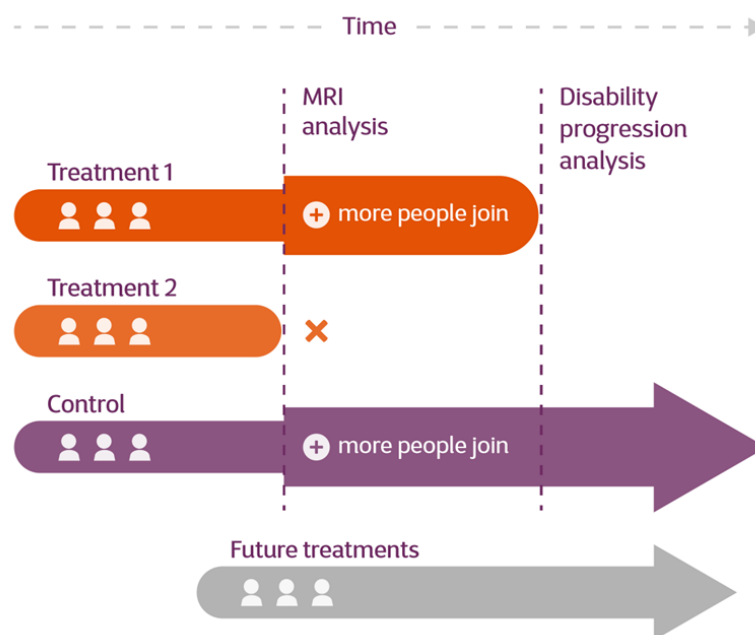 Time
MRI
analysis
Disability
progression
analysis
Treatment 1
more people join
Treatment 2
Control
more people join
Future treatments